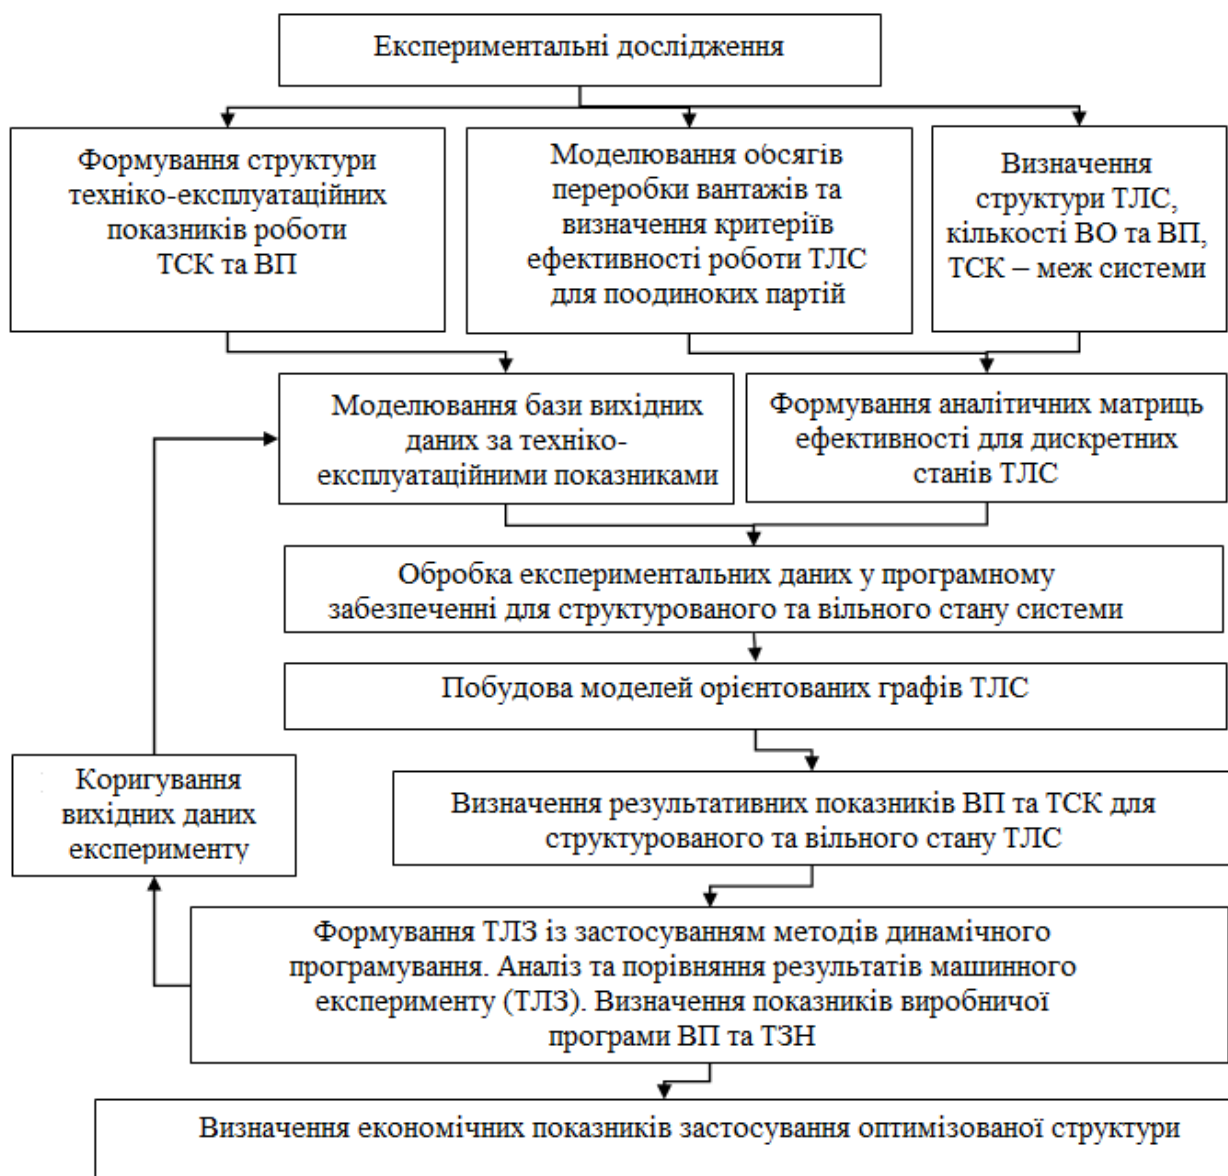 Експериментальні дослідження
Формування структури
техніко-експлуатаційних
показників роботи
ТСК та ВП
Моделювання обсягів
переробки вантажів та
визначення критеріїв
ефективності роботи ТЛС
для поодиноких партій
Визначення
структури ТЛС,
кількості ВО та ВП,
ТСК – меж системи
Моделювання бази вихідних
даних за техніко-
експлуатаційними показниками
Формування аналітичних матриць
ефективності для дискретних
станів ТЛС
Обробка експериментальних даних у програмному
забезпеченні для структурованого та вільного стану системи
Побудова моделей орієнтованих графів ТЛС
Коригування
вихідних даних
експерименту
Визначення результативних показників ВП та ТСК для
структурованого та вільного стану ТЛС
Формування ТЛЗ із застосуванням методів динамічного
програмування. Аналіз та порівняння результатів машинного
експерименту (ТЛЗ). Визначення показників виробничої
програми ВП та ТЗН
Визначення економічних показників застосування оптимізованої структури